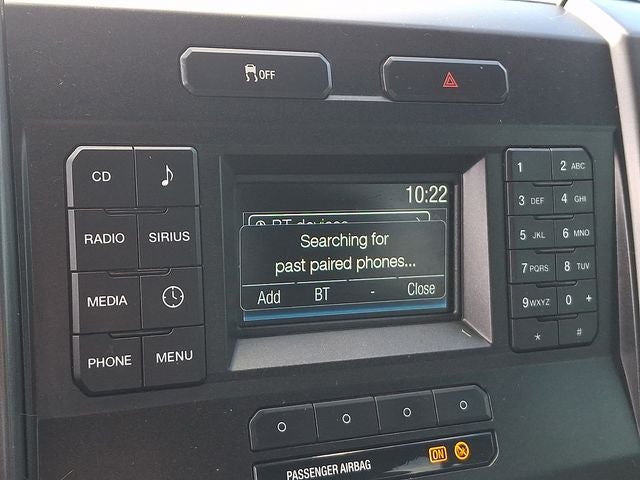 OFF
CD
RADIO SIRIUS
MEDIA
PHONE MENU
10:22
BT devices
Searching for
past paired phones...
Add BT - Close
1 2 ABC
3 DEF 4 GHI
5 JKL 6 MNO
7 PQRS 8 TUV
9 WXYZ 0 +
* #
PASSENGER AIRBAG ON